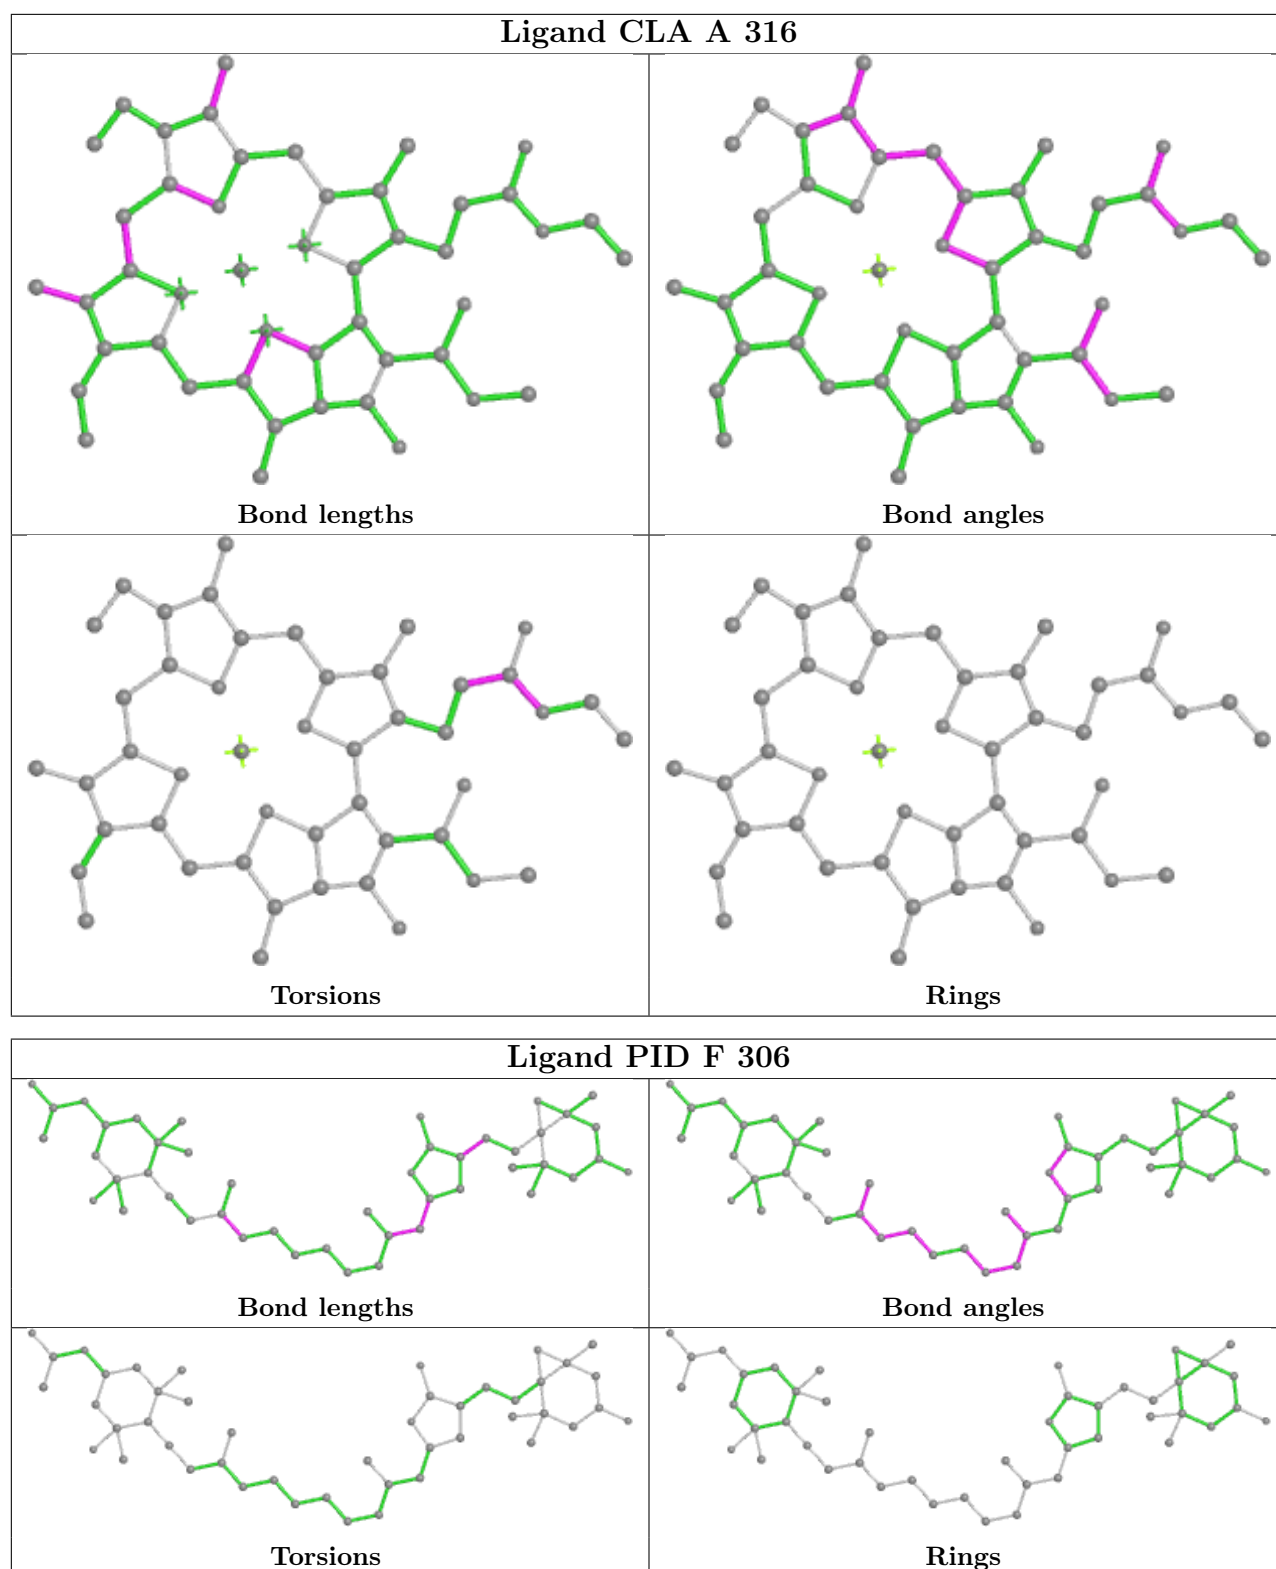 Ligand CLA A 316
Bond lengths
Bond angles
Torsions
Rings
Ligand PID F 306
Bond lengths
Bond angles
Torsions
Rings